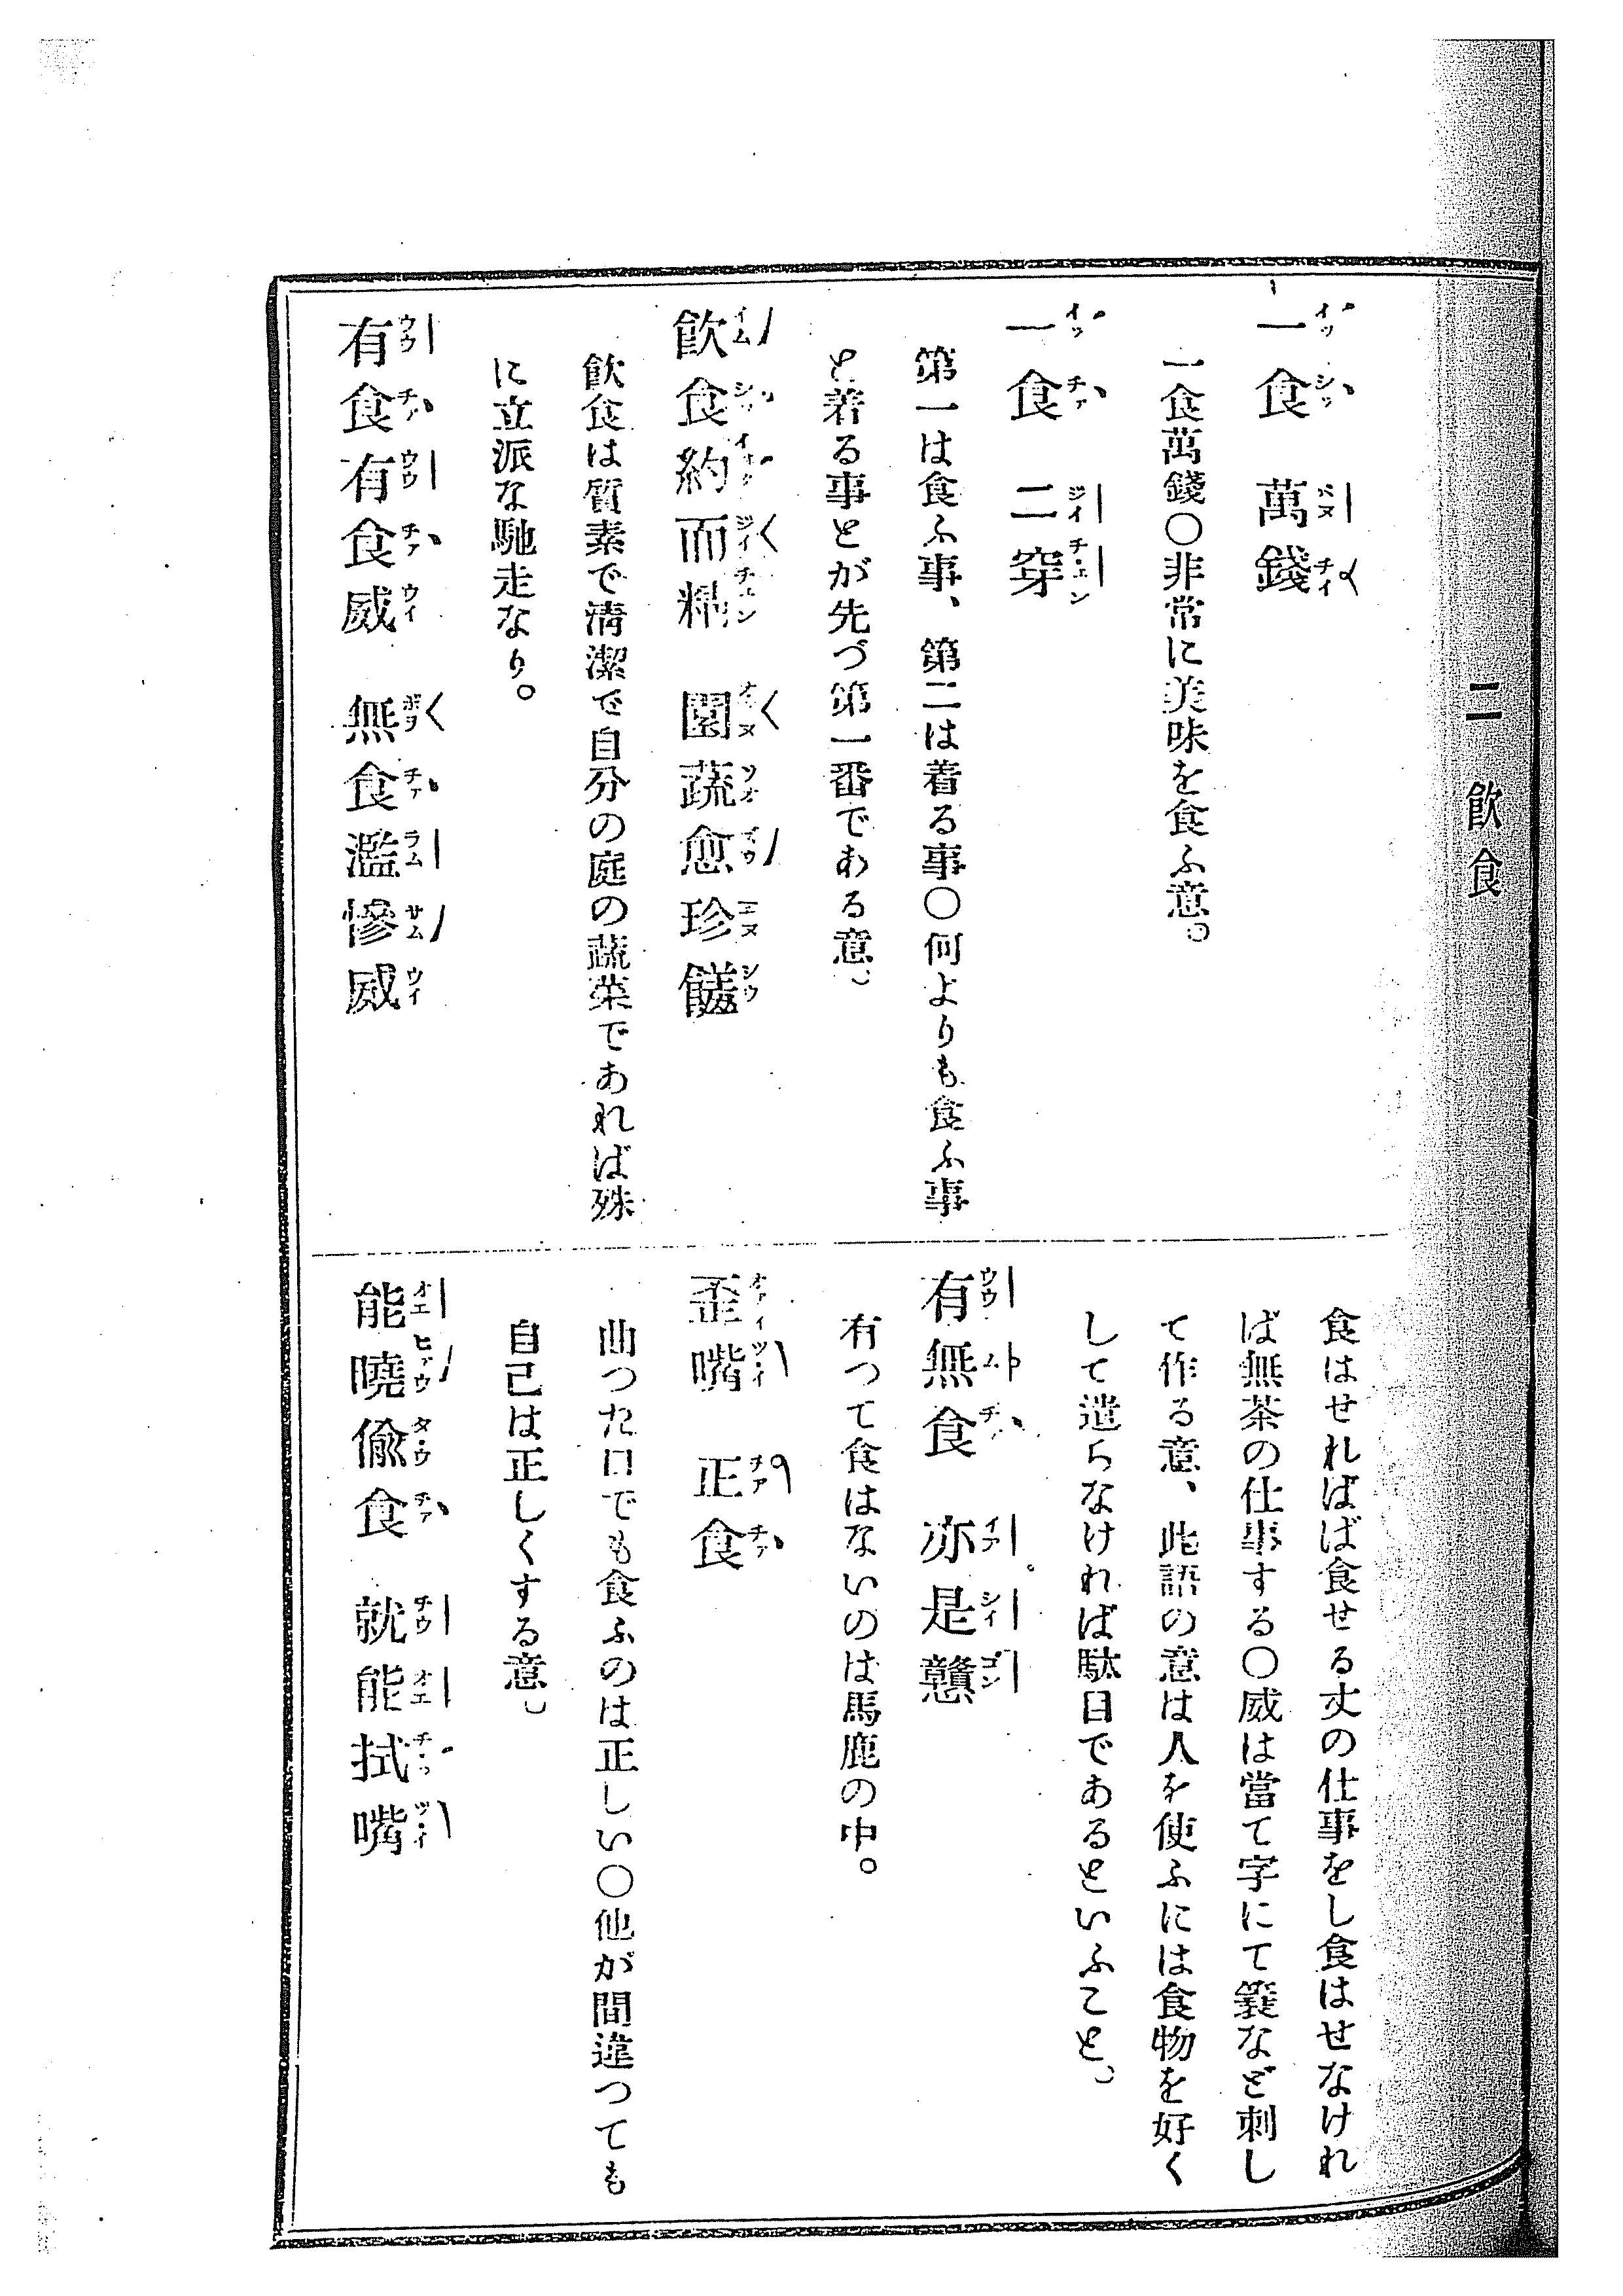 二 飮食
一食 萬錢
一食萬錢〇非常に美味を食ふ意。
一食 二穿
第一は食ふ事、第二は着る事〇何よりも食ふ事
と着る事とが先づ第一番である意。
飮食約而精 園蔬愈珍饈
飮食は質素で淸潔で自分の庭の蔬菜であれば殊
に立派な馳走なり。
有食有食威 無食濫慘威
食はせればば食せる丈の仕事をし食はせなけれ
ば無茶の仕事する〇威は當て字にて簑など刺し
て作る意、此語の意は人を使ふには食物を好く
して遣らなければ駄目であるといふこと。
有無食 亦是戇
有つて食はないのは馬鹿の中。
歪嘴 正食
曲つた口でも食ふのは正しい〇他が間違つても
自己は正しくする意。
能曉偸食 就能拭嘴